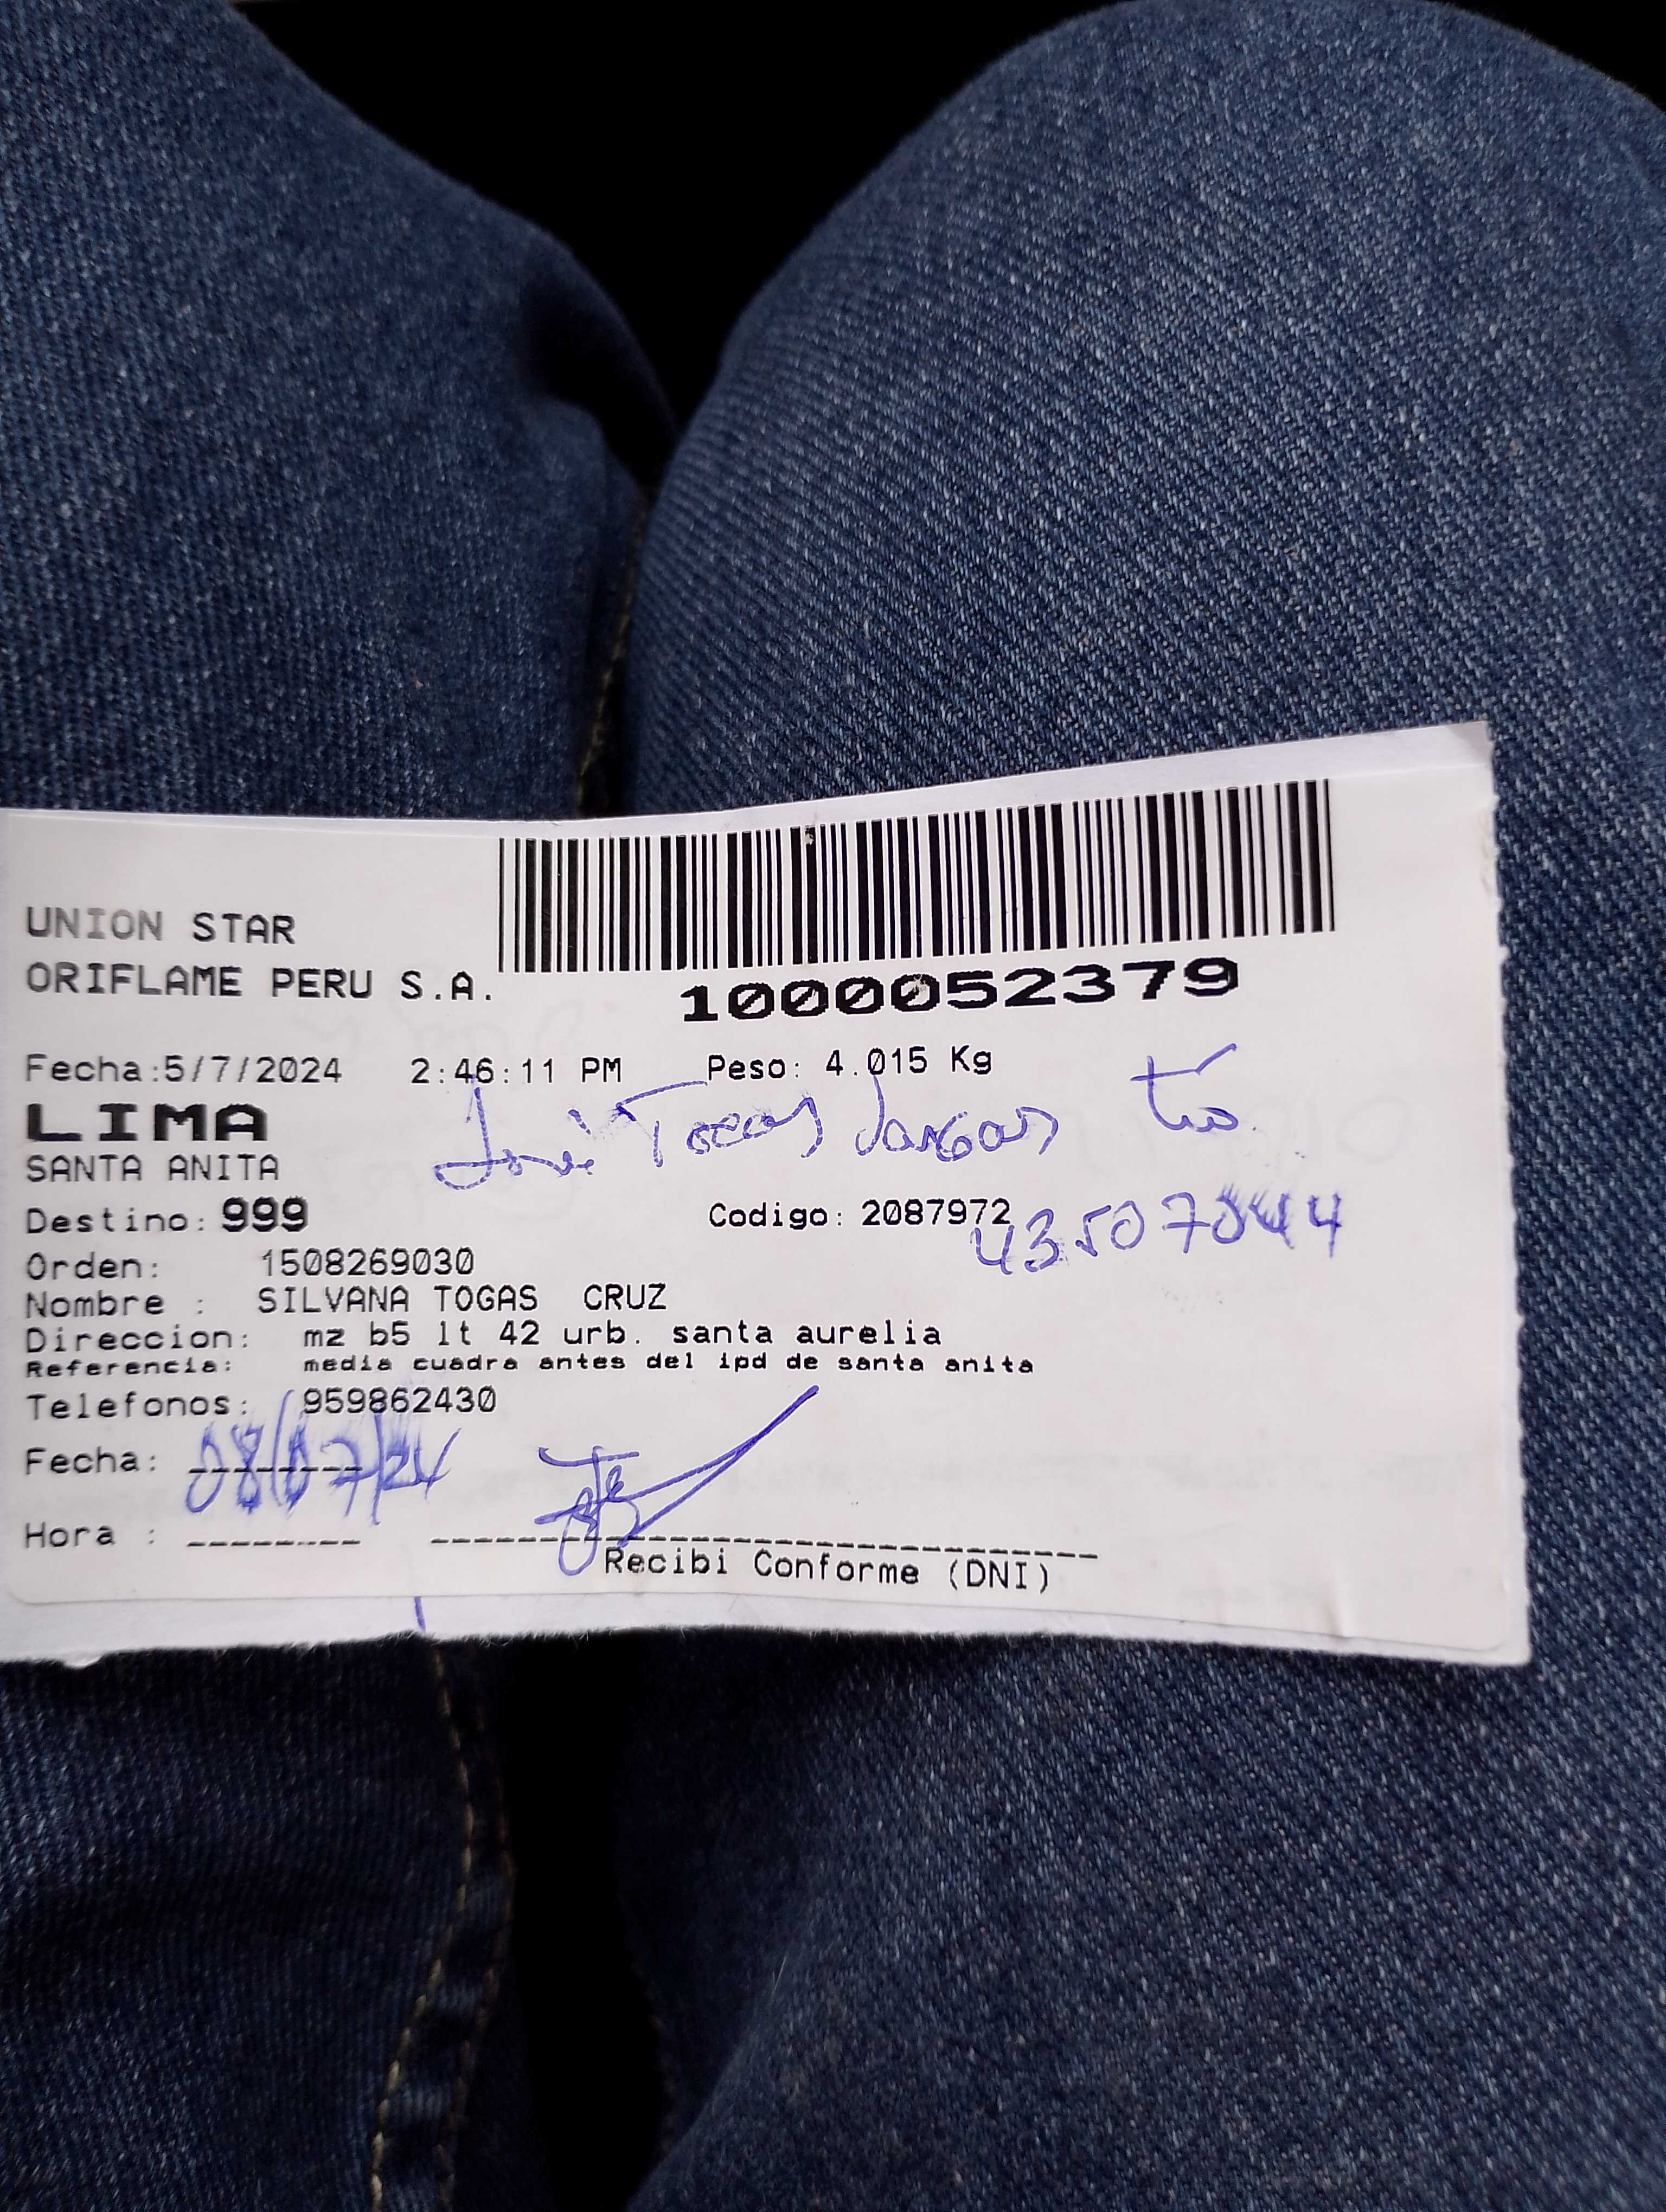 UNION STAR
ORIFLAME PERU S.A.
1000052379
Fecha:5/7/2024 2:46:11 PM Peso: 4.015 Kg
LIMA
José Vargas tío
SANTA ANITA
Destino: 999 Codigo: 2087972
Orden: 1508269030
Nombre : SILVANA TOGAS CRUZ
Direccion: mz b5 lt 42 urb. santa aurelia
Referencia: media cuadra antes del ipd de santa anita
Telefonos: 959862430
Fecha: 08/07/24
Hora :
Recibi Conforme (DNI)